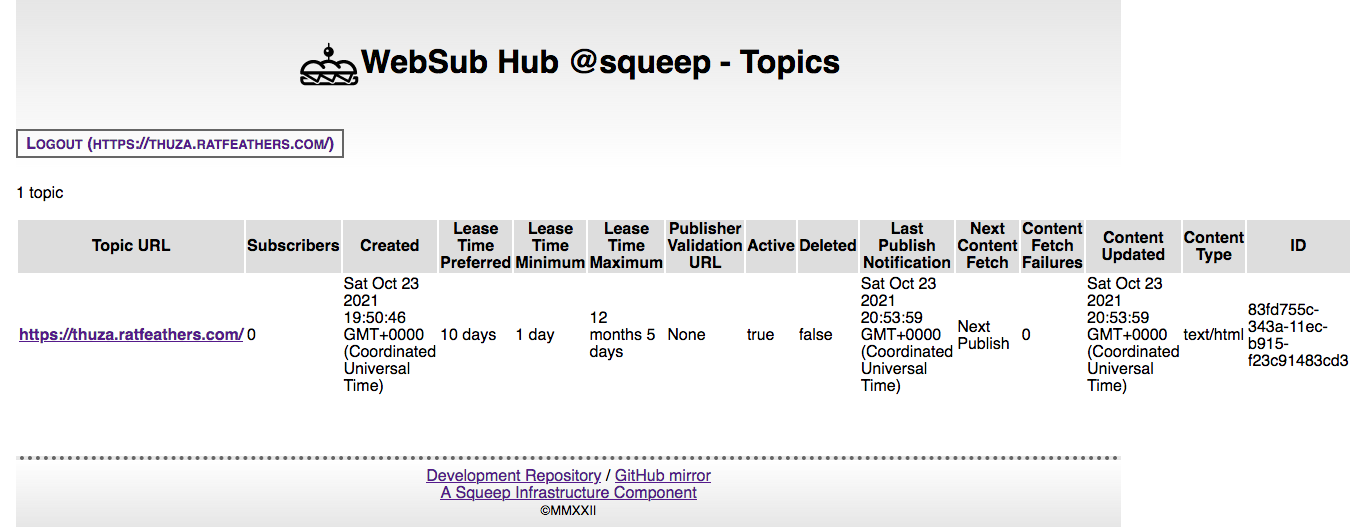 WebSub Hub @squeep - Topics
LOGOUT (HTTPS://THUZA.RATFEATHERS.COM/)
1 topic
Topic URL
Subscribers
Created
Lease
Time
Preferred
Lease
Time
Minimum
Lease
Time
Maximum
Publisher
Validation
URL
Active
Deleted
Last
Publish
Notification
Next
Content
Fetch
Content
Fetch
Failures
Content
Updated
Content
Type
ID
https://thuza.ratfeathers.com/
0
Sat Oct 23
2021
19:50:46
GMT+0000
(Coordinated
Universal
Time)
10 days
1 day
12
months 5
days
None
true
false
Sat Oct 23
2021
20:53:59
GMT+0000
(Coordinated
Universal
Time)
Next
Publish
0
Sat Oct 23
2021
20:53:59
GMT+0000
(Coordinated
Universal
Time)
text/html
83fd755c-
343a-11ec-
b915-
f23c91483cd3
Development Repository / GitHub mirror
A Squeep Infrastructure Component
©MMXXII